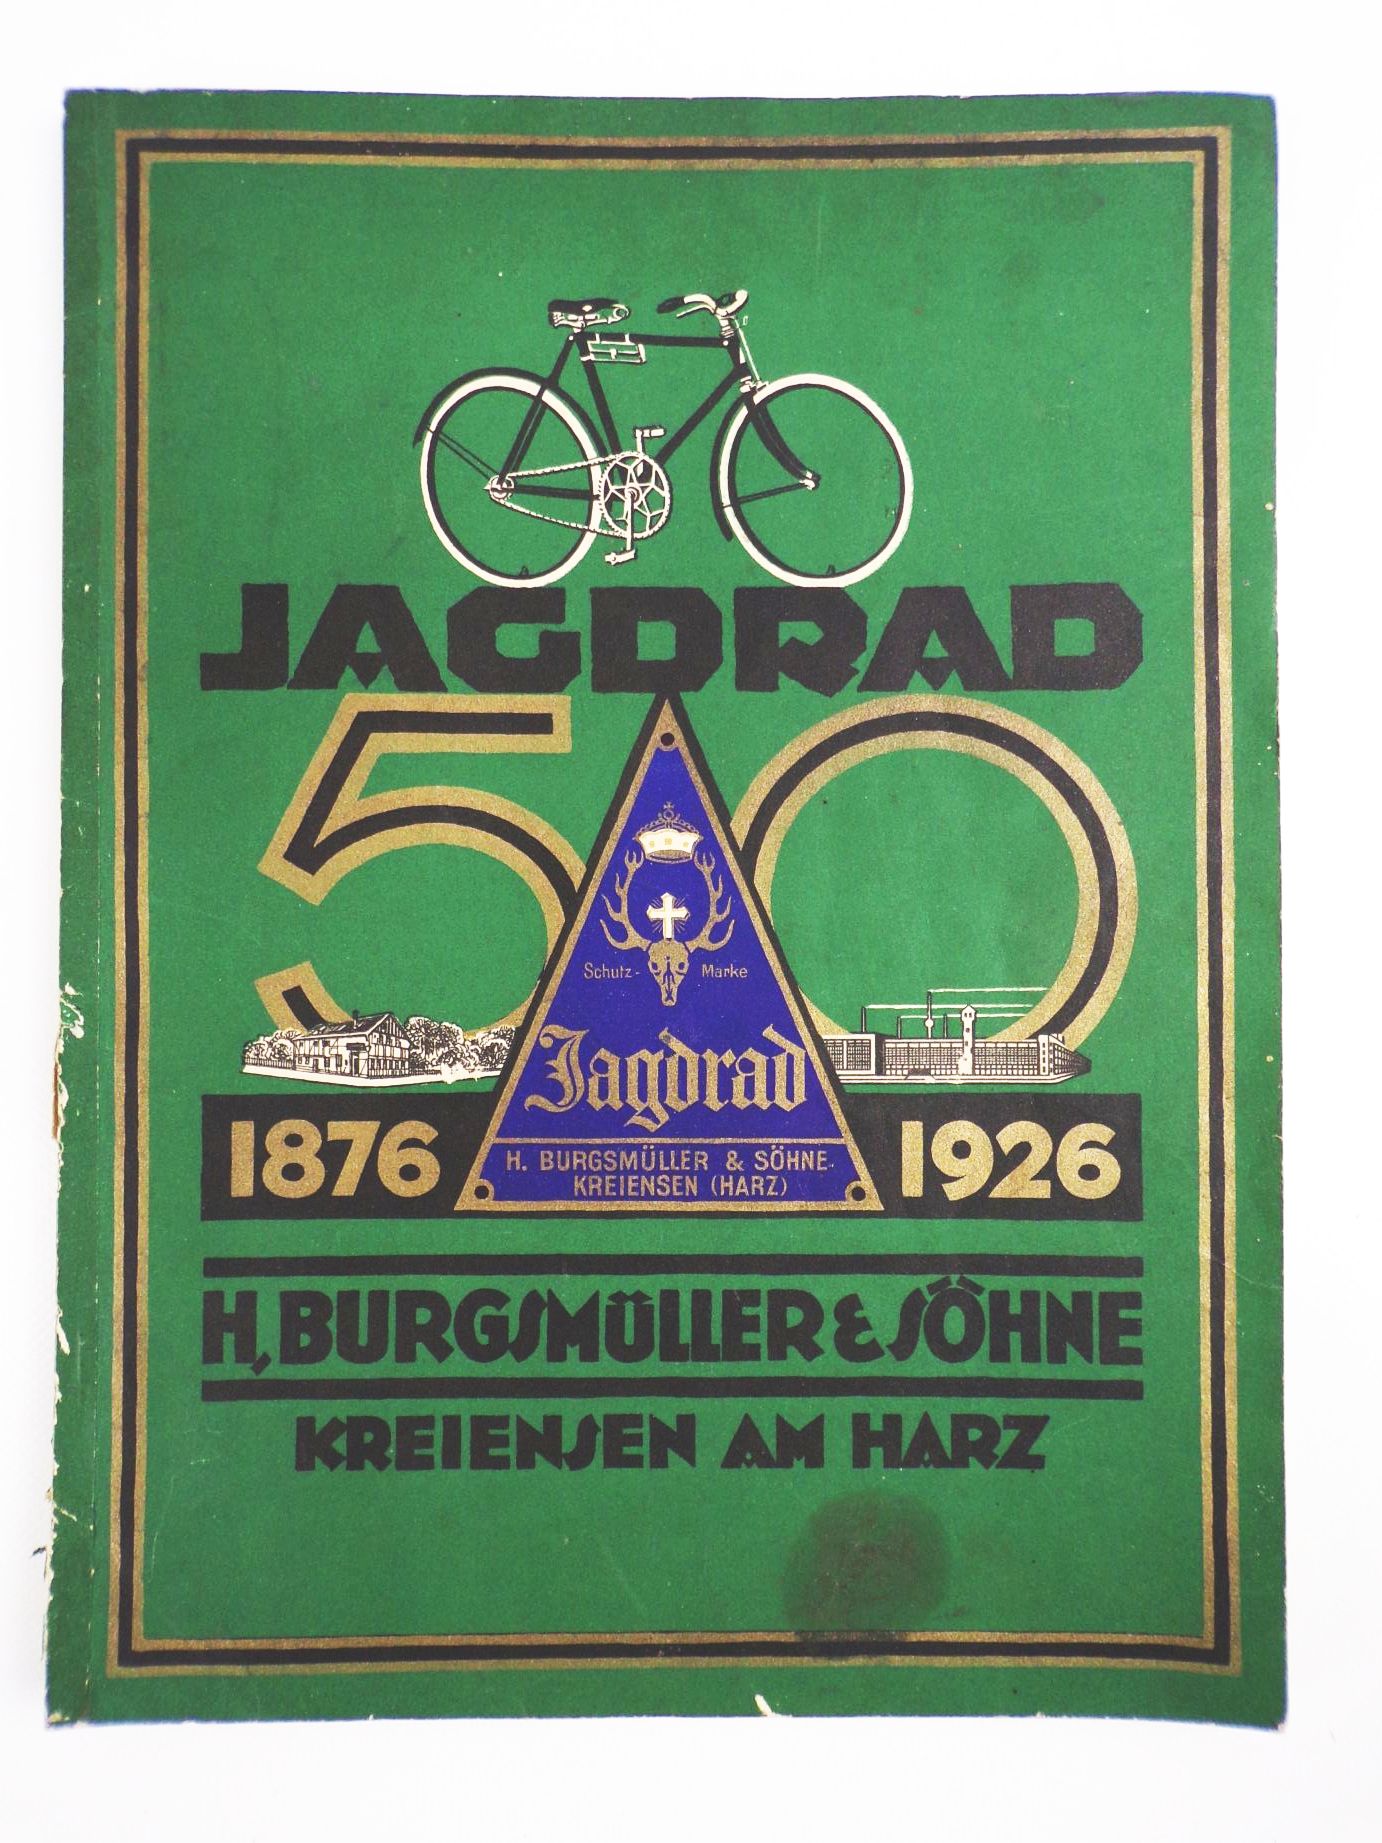 JAGDRAD
50
Schutz- Marke
Jagdrad
H. BURGSMÜLLER & SÖHNE-
KREIENSEN (HARZ)
1876 1926
H. BURGSMÜLLER & SÖHNE
KREIENSEN AM HARZ